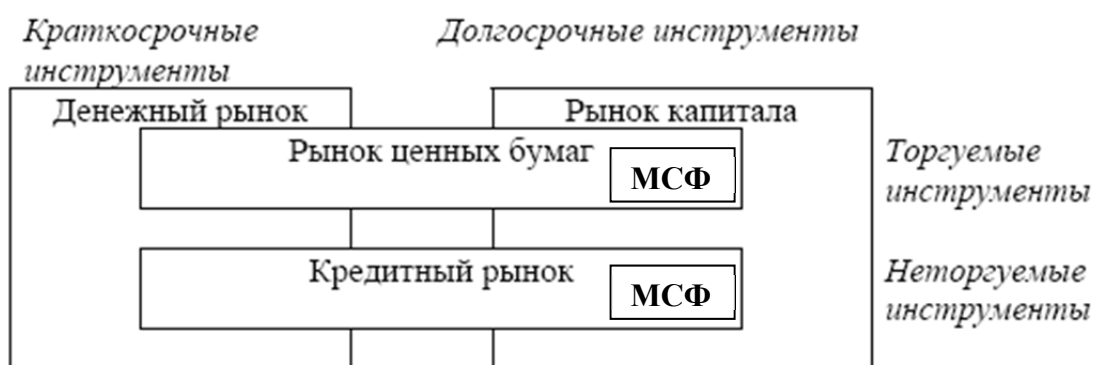 Краткосрочные
инструменты
Долгосрочные инструменты
Денежный рынок
Рынок капитала
Рынок ценных бумаг
МСФ
Торгуемые
инструменты
Кредитный рынок
МСФ
Неторгуемые
инструменты